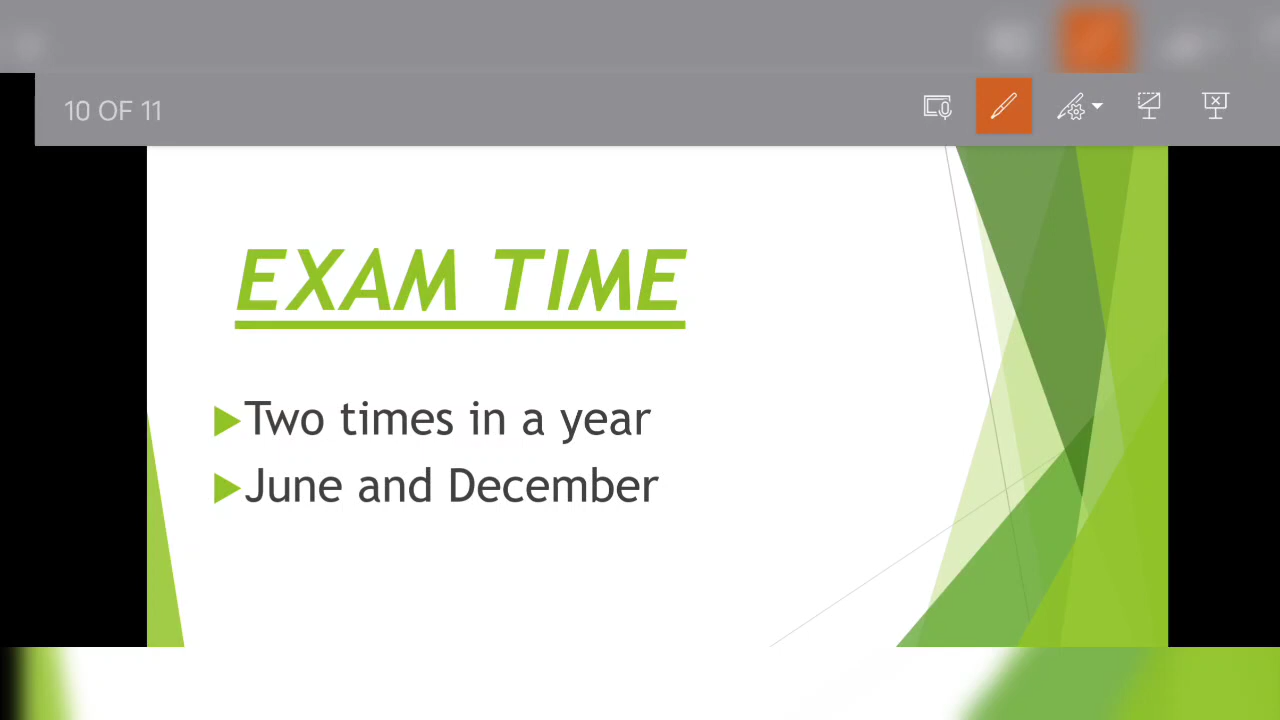 10 OF 11
EXAM TIME
Two times in a year
June and December